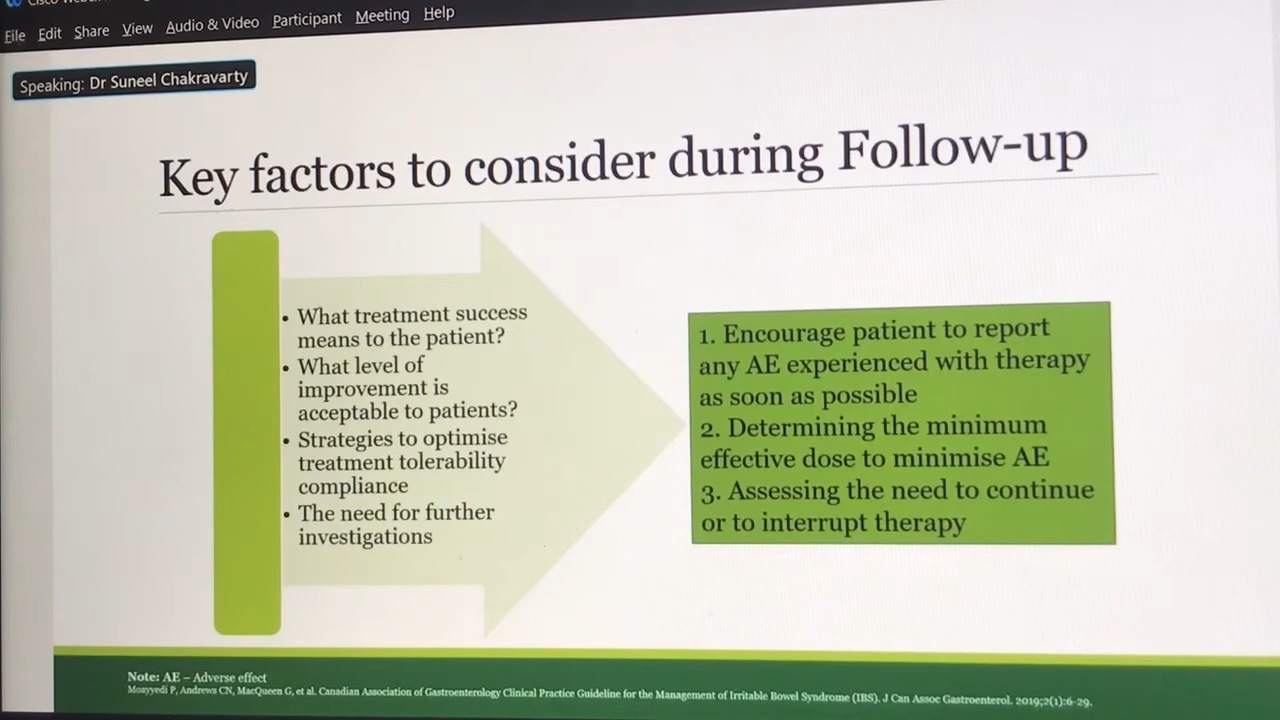 File Edit Share View Audio & Video Participant Meeting Help
Speaking: Dr Suneel Chakravarty
Key factors to consider during Follow-up
• What treatment success
means to the patient?
• What level of
improvement is
acceptable to patients?
• Strategies to optimise
treatment tolerability
compliance
• The need for further
investigations
1. Encourage patient to report
any AE experienced with therapy
as soon as possible
2. Determining the minimum
effective dose to minimise AE
3. Assessing the need to continue
or to interrupt therapy
Note: AE – Adverse effect
Moayyedi P, Andrews CN, MacQueen G, et al. Canadian Association of Gastroenterology Clinical Practice Guideline for the Management of Irritable Bowel Syndrome (IBS). J Can Assoc Gastroenterol. 2019;2(1):6-29.